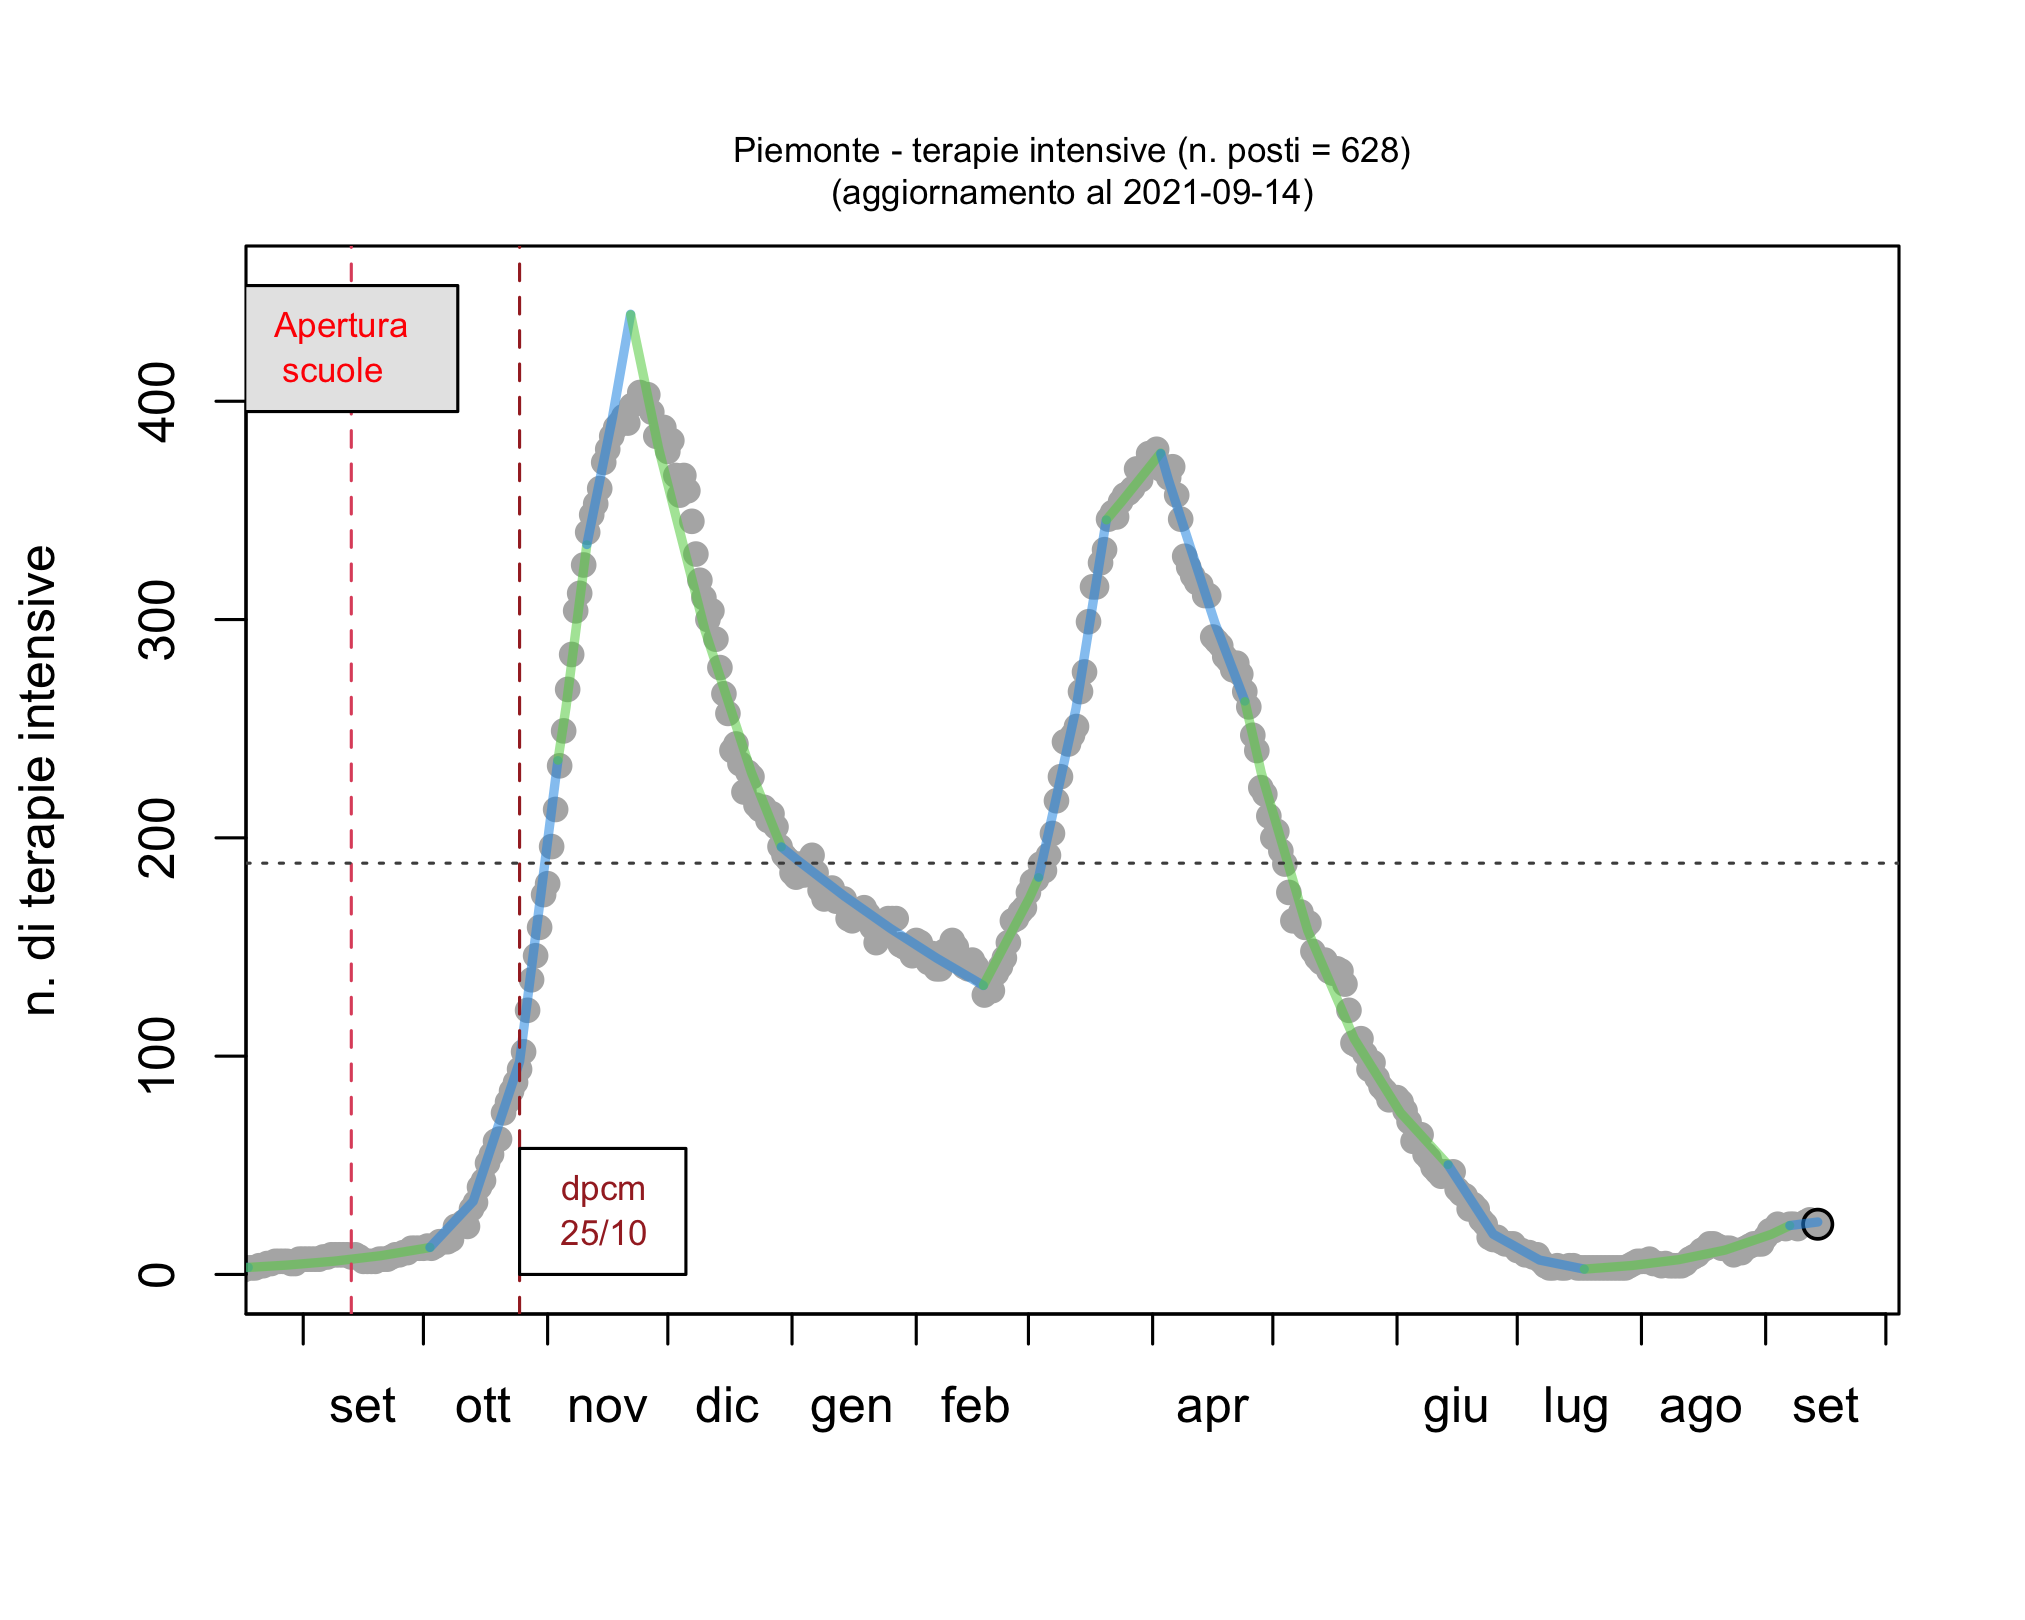 Piemonte - terapie intensive (n. posti = 628)
(aggiornamento al 2021-09-14)
Apertura
scuole
dpcm
25/10
n. di terapie intensive
400
300
200
100
0
set ott nov dic gen feb apr giu lug ago set